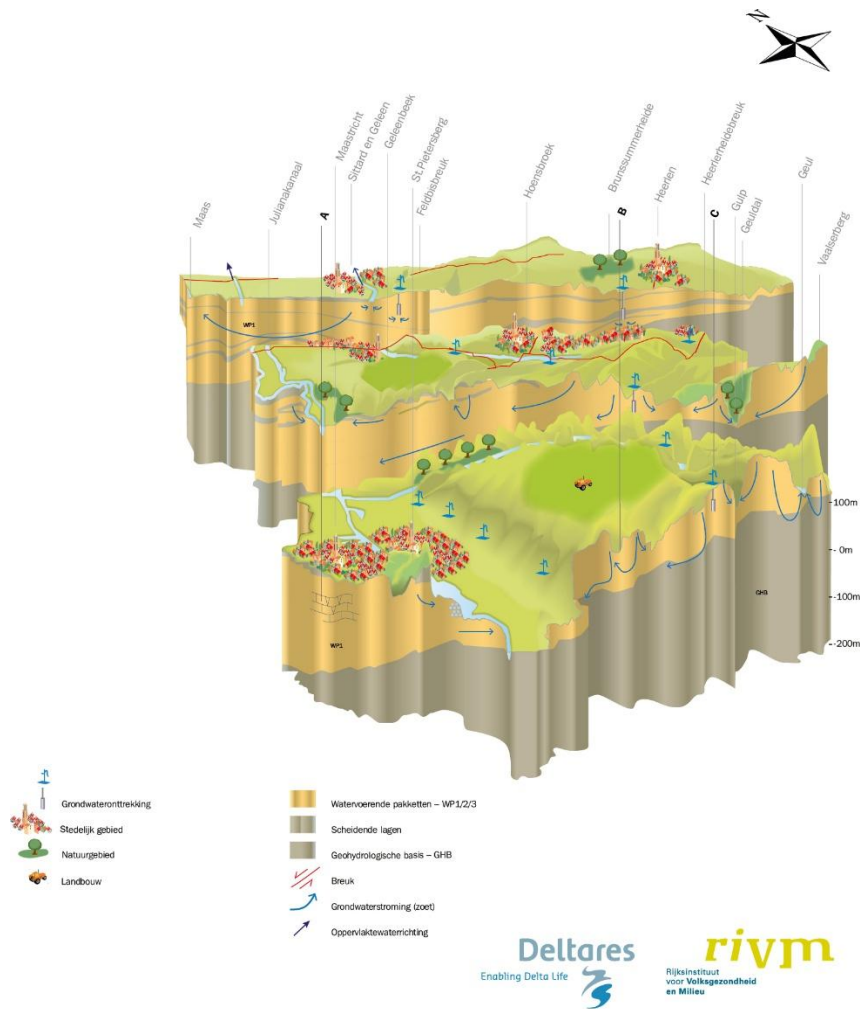 N
Maas
Julianakanaal
A
Maastricht
Sittard en Geleen
Geleenbeek
St.Pietersberg
Feldbisbreuk
Hoensbroek
Brunssummerheide
B
Heerlen
Heerlerheidebreuk
C
Gulp
Geuldal
Geul
Vaalserberg
WP1
100m
0m
-100m
GHB
-200m
WP1
Grondwateronttrekking
Stedelijk gebied
Natuurgebied
Landbouw
Watervoerende pakketten – WP1/2/3
Scheidende lagen
Geohydrologische basis – GHB
Breuk
Grondwaterstroming (zoet)
Oppervlaktewaterrichting
Deltares
Enabling Delta Life
rivm
Rijksinstituut
voor Volksgezondheid
en Milieu